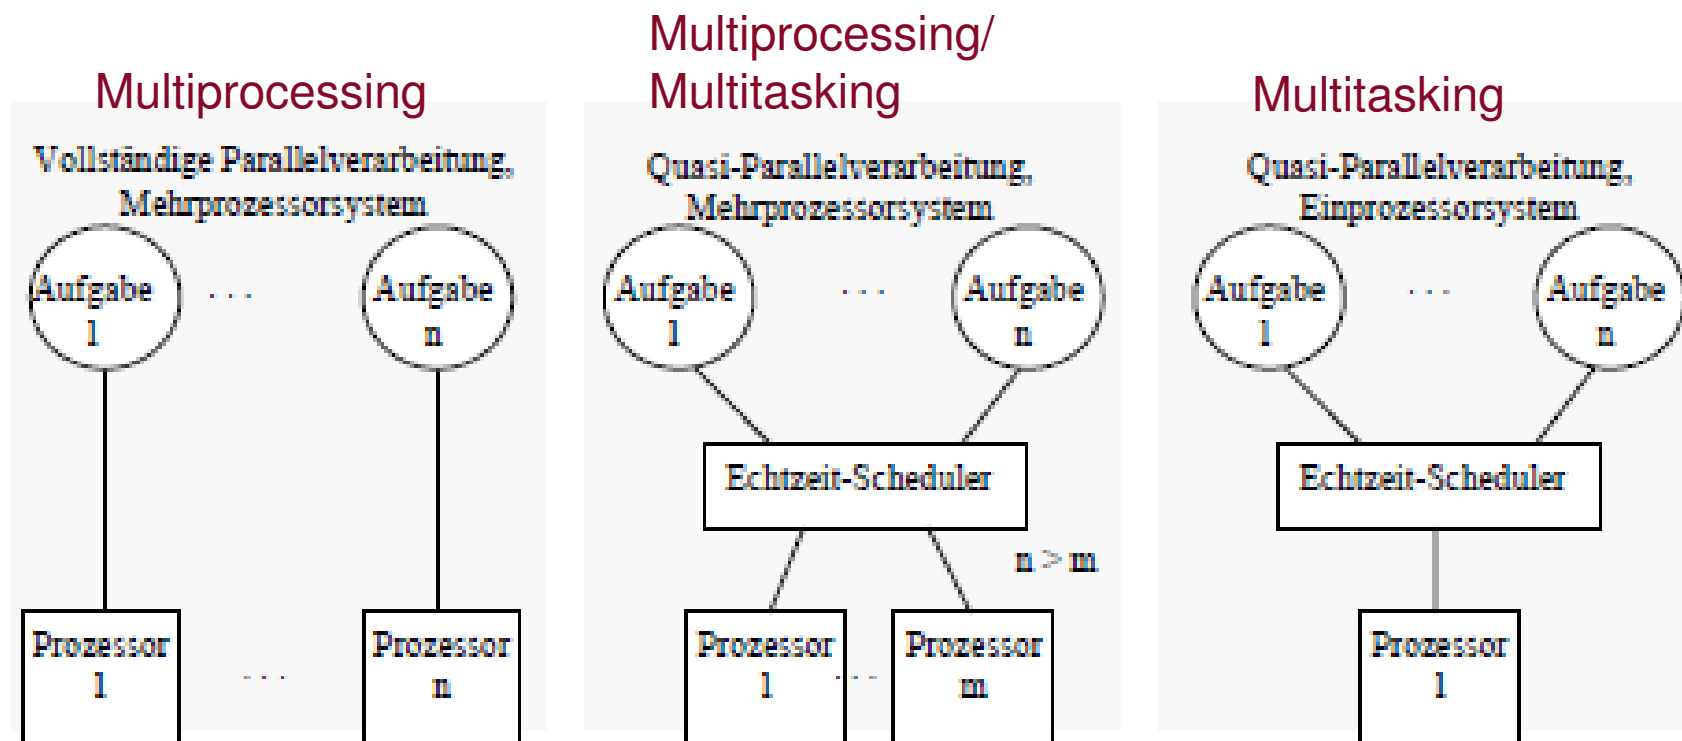 Multiprocessing
Vollständige Parallelverarbeitung,
Mehrprozessorsystem
Aufgabe
1
. . .
Aufgabe
n
Prozessor
1
. . .
Prozessor
n
Multiprocessing/
Multitasking
Quasi-Parallelverarbeitung,
Mehrprozessorsystem
Aufgabe
1
. . .
Aufgabe
n
Echtzeit-Scheduler
n > m
Prozessor
1
. . .
Prozessor
m
Multitasking
Quasi-Parallelverarbeitung,
Einprozessorsystem
Aufgabe
1
. . .
Aufgabe
n
Echtzeit-Scheduler
Prozessor
1